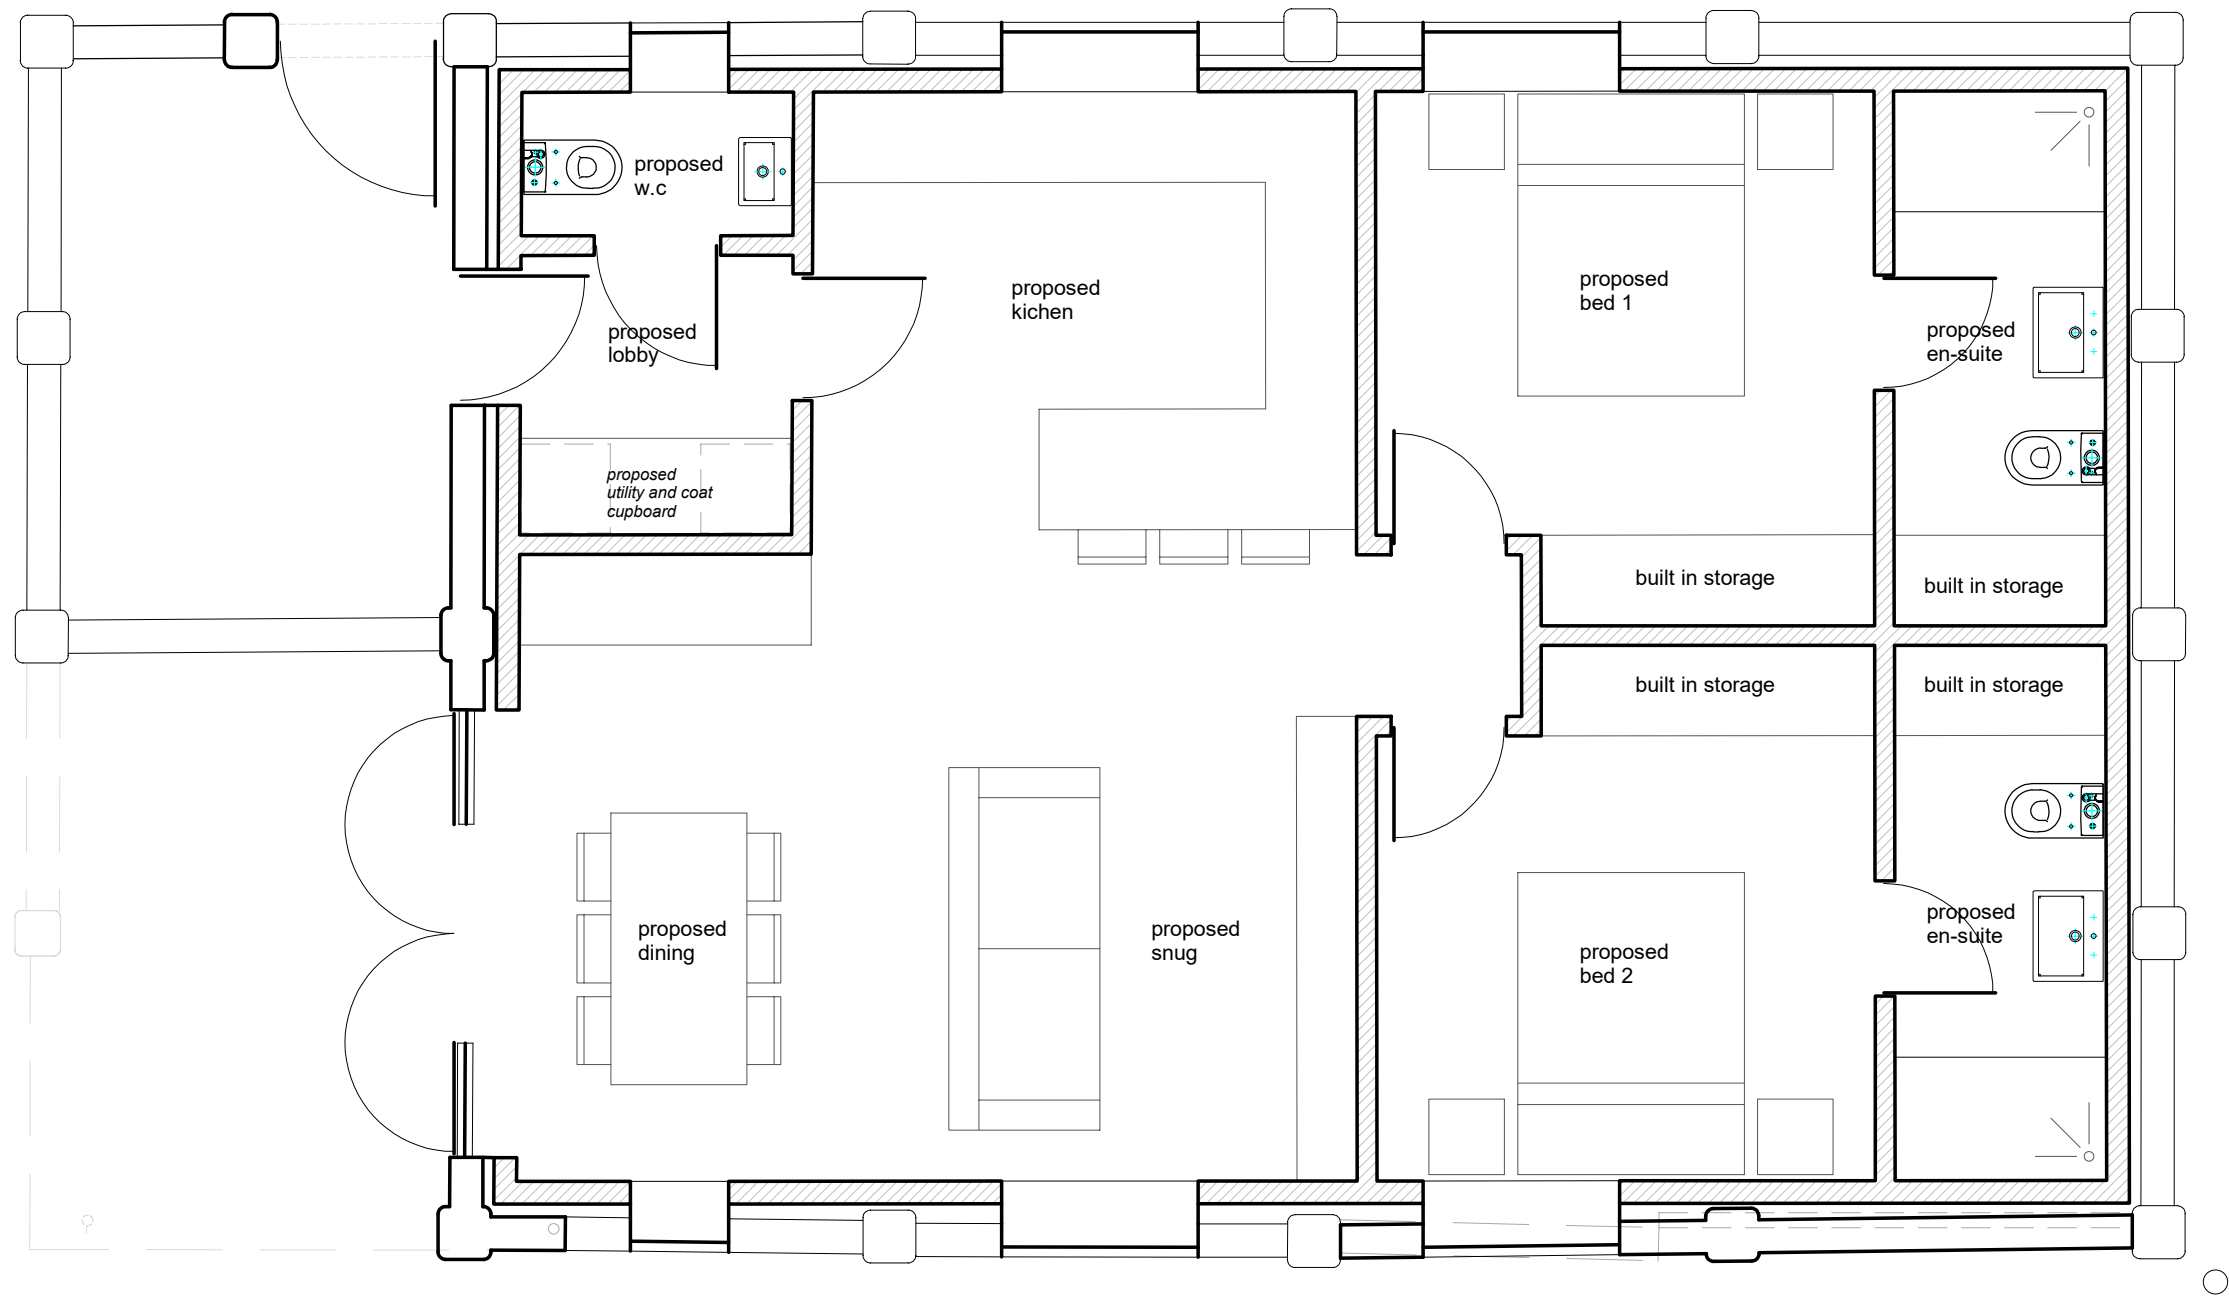 proposed
w.c
proposed
lobby
proposed
utility and coat
cupboard
proposed
kichen
proposed
bed 1
proposed
en-suite
built in storage
built in storage
built in storage
built in storage
proposed
dining
proposed
snug
proposed
bed 2
proposed
en-suite